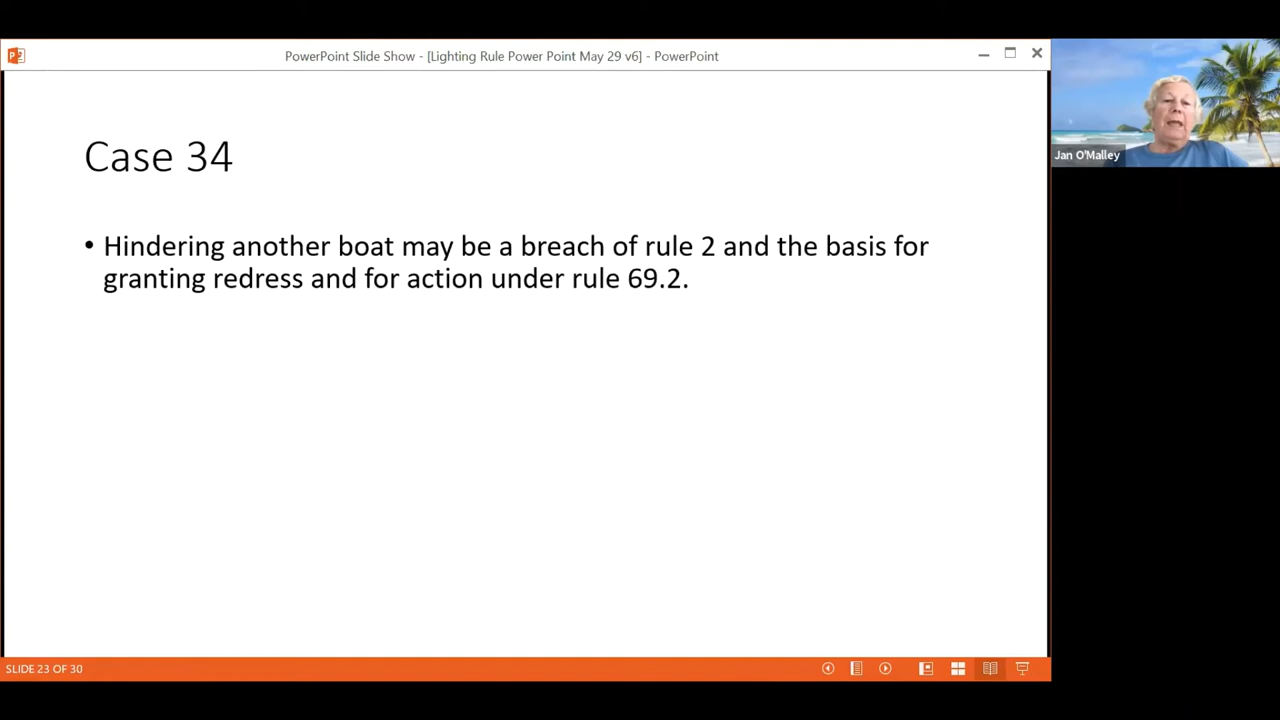 PowerPoint Slide Show - [Lighting Rule Power Point May 29 v6] - PowerPoint
Jan O'Malley
Case 34
• Hindering another boat may be a breach of rule 2 and the basis for
granting redress and for action under rule 69.2.
SLIDE 23 OF 30